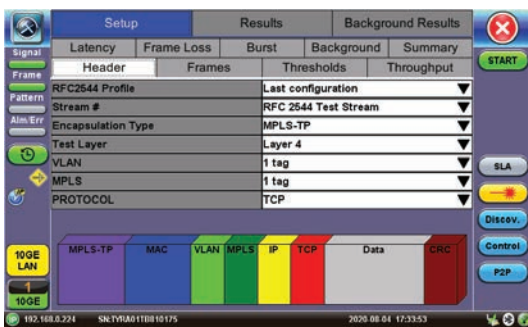 Setup Results Background Results
Signal
Latency Frame Loss Burst Background Summary
START
Header Frames Thresholds Throughput
Frame
RFC2544 Profile Last configuration
Pattern
Stream # RFC 2544 Test Stream
Alm/Err
Encapsulation Type MPLS-TP
Test Layer Layer 4
VLAN 1 tag
SLA
MPLS 1 tag
PROTOCOL TCP
Discov.
MPLS-TP MAC VLAN MPLS IP TCP Data CRC
Control
10GE
LAN
P2P
1
10GE
192.168.0.224 SN:TYRA01TB010175 2020-08-04 17:33:53